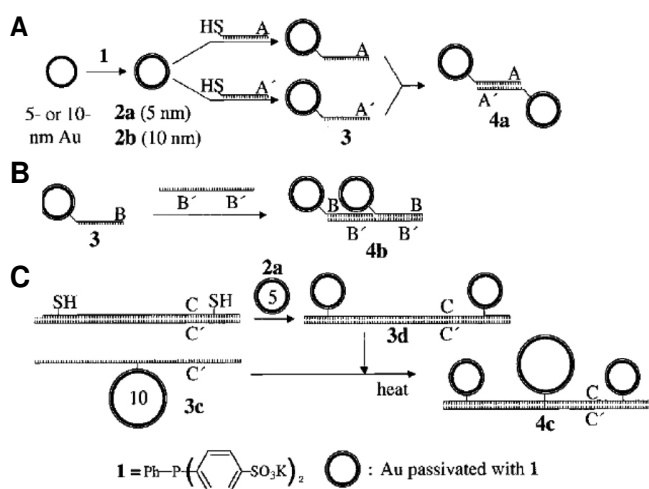 A
1
HS A
A
A
HS A´
A´
A´
5- or 10-
nm Au
2a (5 nm)
2b (10 nm)
3
4a
B
B
3
B´ B´
B B
B´ B´
4b
C
SH C SH
C´
2a
5
C
3d C´
C´
10
3c
heat
C
4c C´
1 = Ph–P–( –SO₃K)₂
: Au passivated with 1